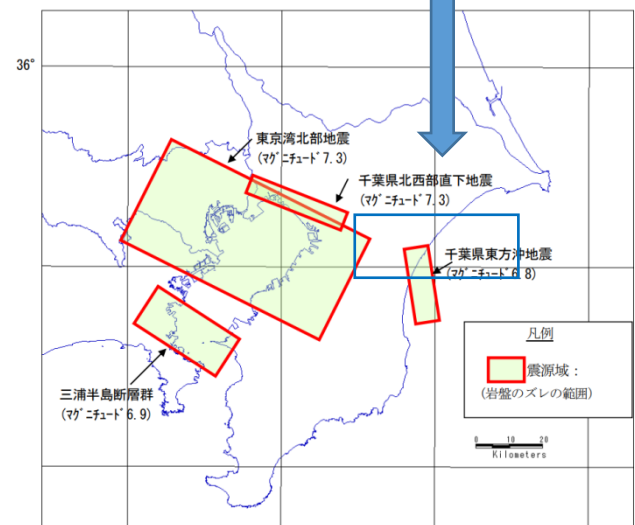 36°
東京湾北部地震
(ﾏｸﾞﾆﾁｭｰﾄﾞ7.3)
千葉県北西部直下地震
(ﾏｸﾞﾆﾁｭｰﾄﾞ7.3)
千葉県東方沖地震
(ﾏｸﾞﾆﾁｭｰﾄﾞ6.8)
三浦半島断層群
(ﾏｸﾞﾆﾁｭｰﾄﾞ6.9)
凡例
震源域：
(岩盤のズレの範囲)
0 10 20
Kilometers